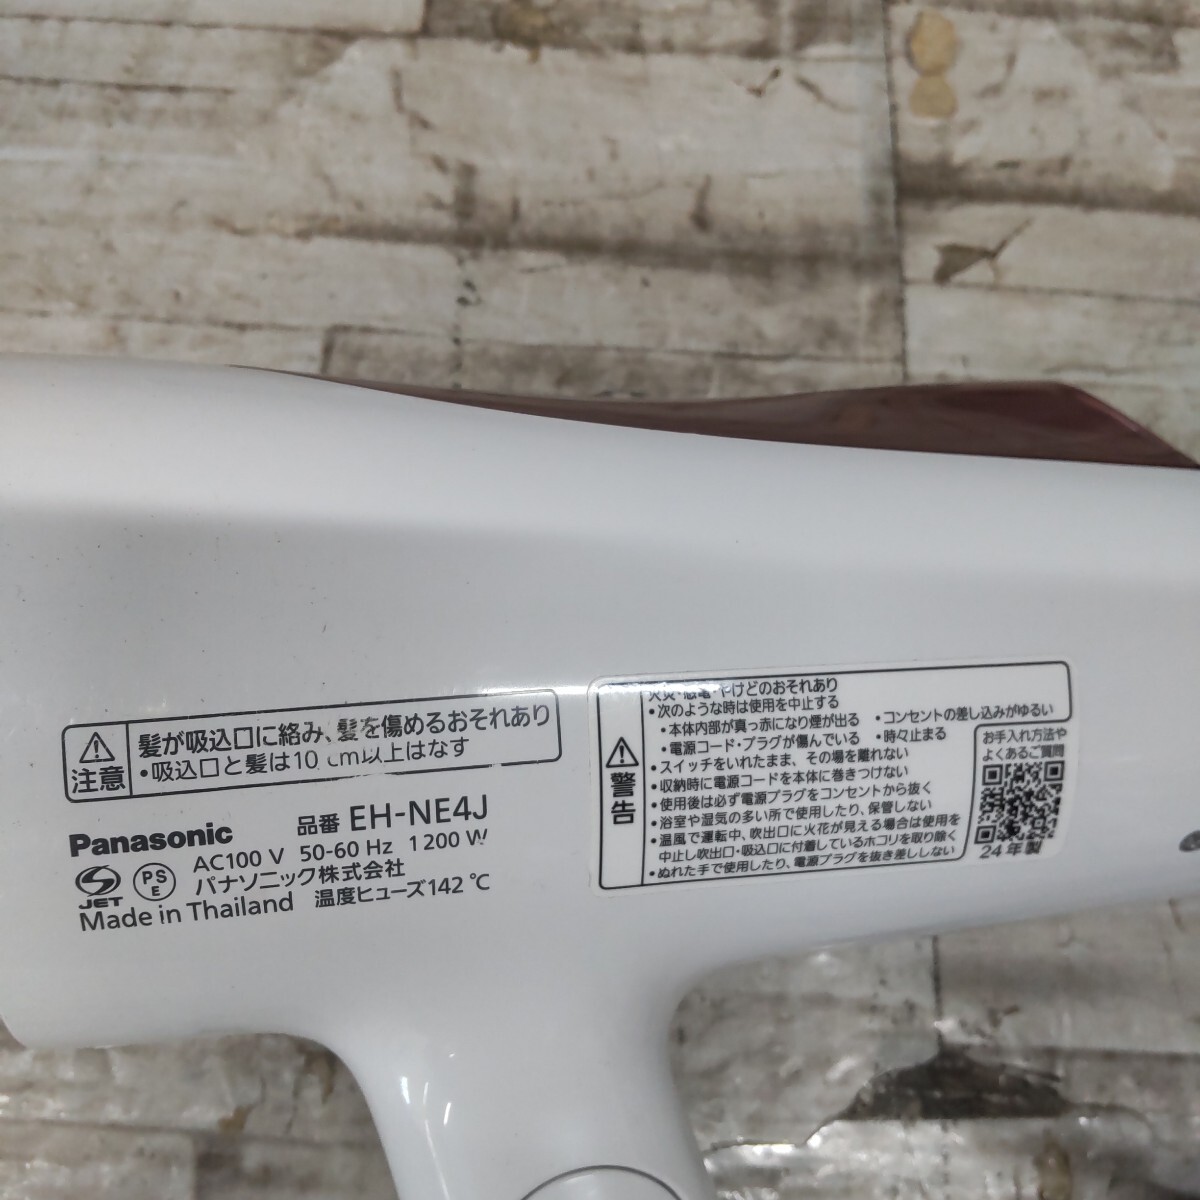 注意
髪が吸込口に絡み、髪を傷めるおそれあり
・吸込口と髪は10cm以上はなす
Panasonic 品番 EH-NE4J
AC100 V 50-60 Hz 1200 W
JET PSE パナソニック株式会社
Made in Thailand 温度ヒューズ142 ℃
警告
火災・感電・やけどのおそれあり
・次のような時は使用を中止する
・本体内部が真っ赤になり煙が出る ・コンセントの差し込みがゆるい
・電源コード・プラグが傷んでいる ・時々止まる
・スイッチをいれたまま、その場を離れない
・収納時に電源コードを本体に巻きつけない
・使用後は必ず電源プラグをコンセントから抜く
・浴室や湿気の多い所で使用したり、保管しない
・温風で運転中、吹出口に火花が見える場合は使用を
中止し吹出口・吸込口に付着しているホコリを取り除く
・ぬれた手で使用したり、電源プラグを抜き差ししない
お手入れ方法や
よくあるご質問
24年製